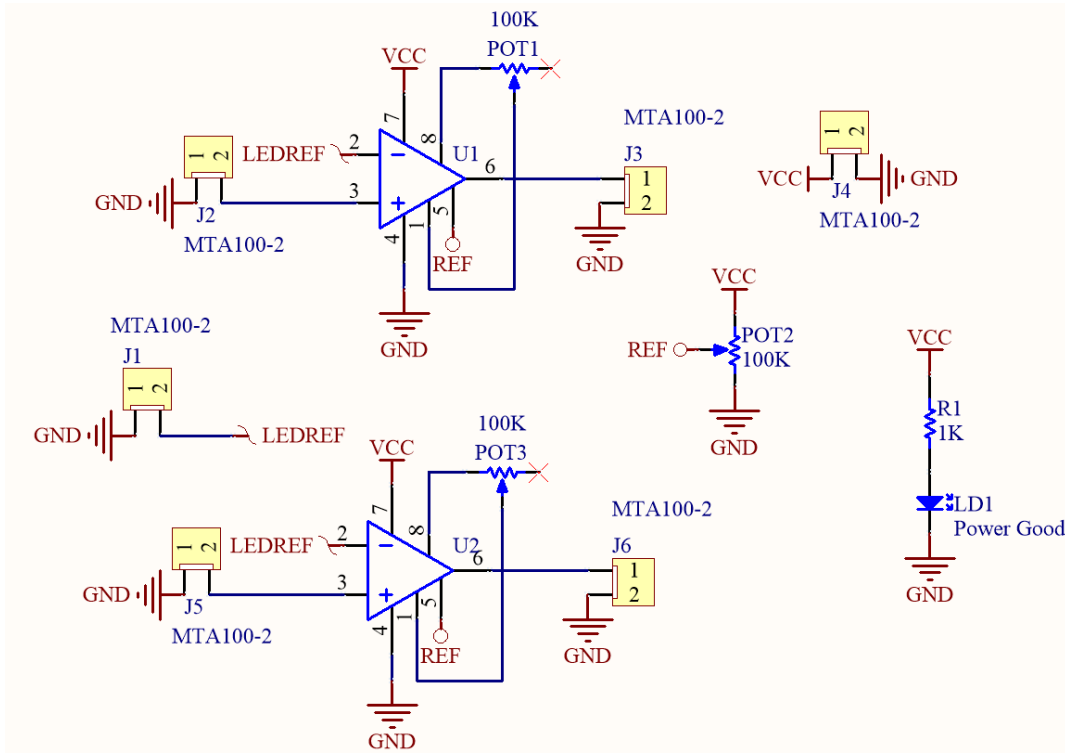 100K
POT1
VCC
7
8
LEDREF
2
U1
6
3
5
4
1
REF
GND
1
2
GND
J2
MTA100-2
MTA100-2
J3
1
2
GND
1
2
VCC
GND
J4
MTA100-2
VCC
REF
POT2
100K
GND
VCC
R1
1K
LD1
Power Good
GND
MTA100-2
J1
1
2
GND
LEDREF
100K
POT3
VCC
7
8
LEDREF
2
U2
6
3
5
4
1
REF
GND
1
2
GND
J5
MTA100-2
MTA100-2
J6
1
2
GND